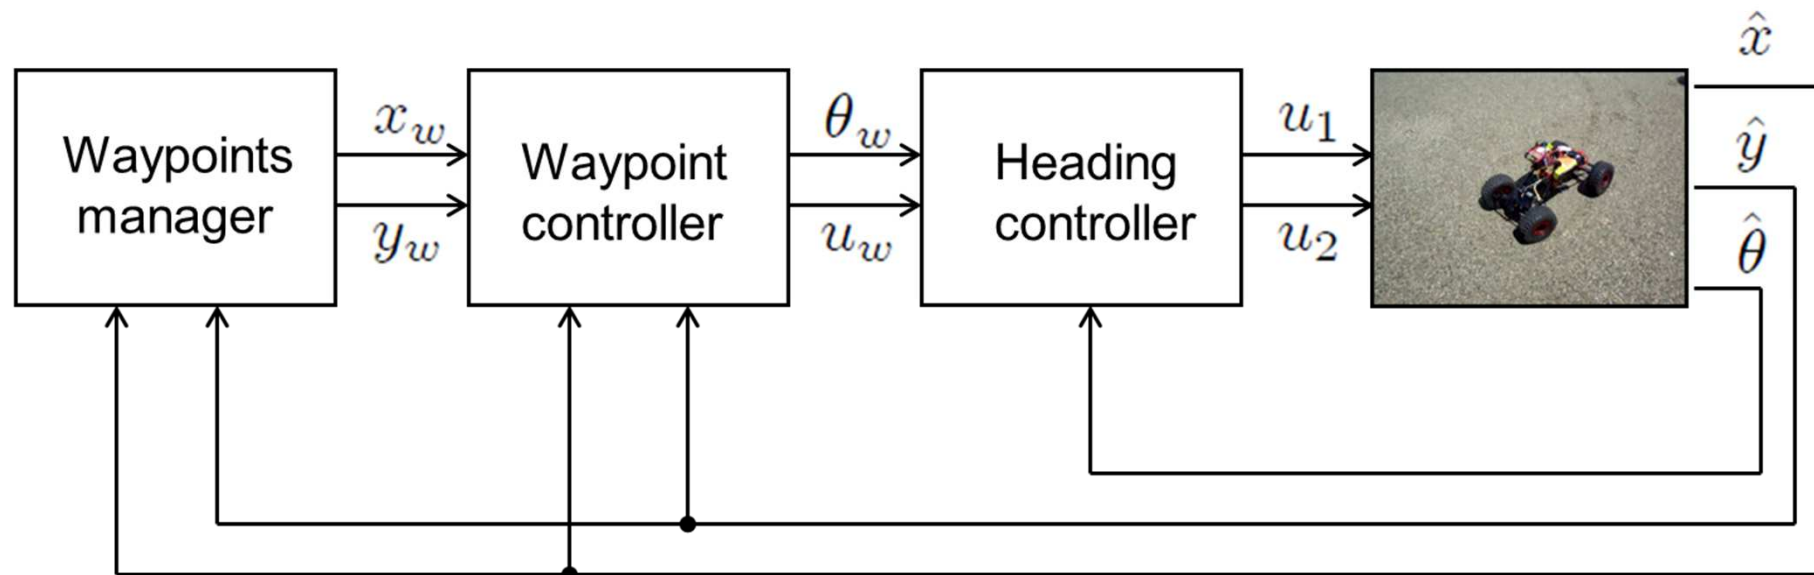 Waypoints
manager
x_w
y_w
Waypoint
controller
θ_w
u_w
Heading
controller
u_1
u_2
x̂
ŷ
θ̂